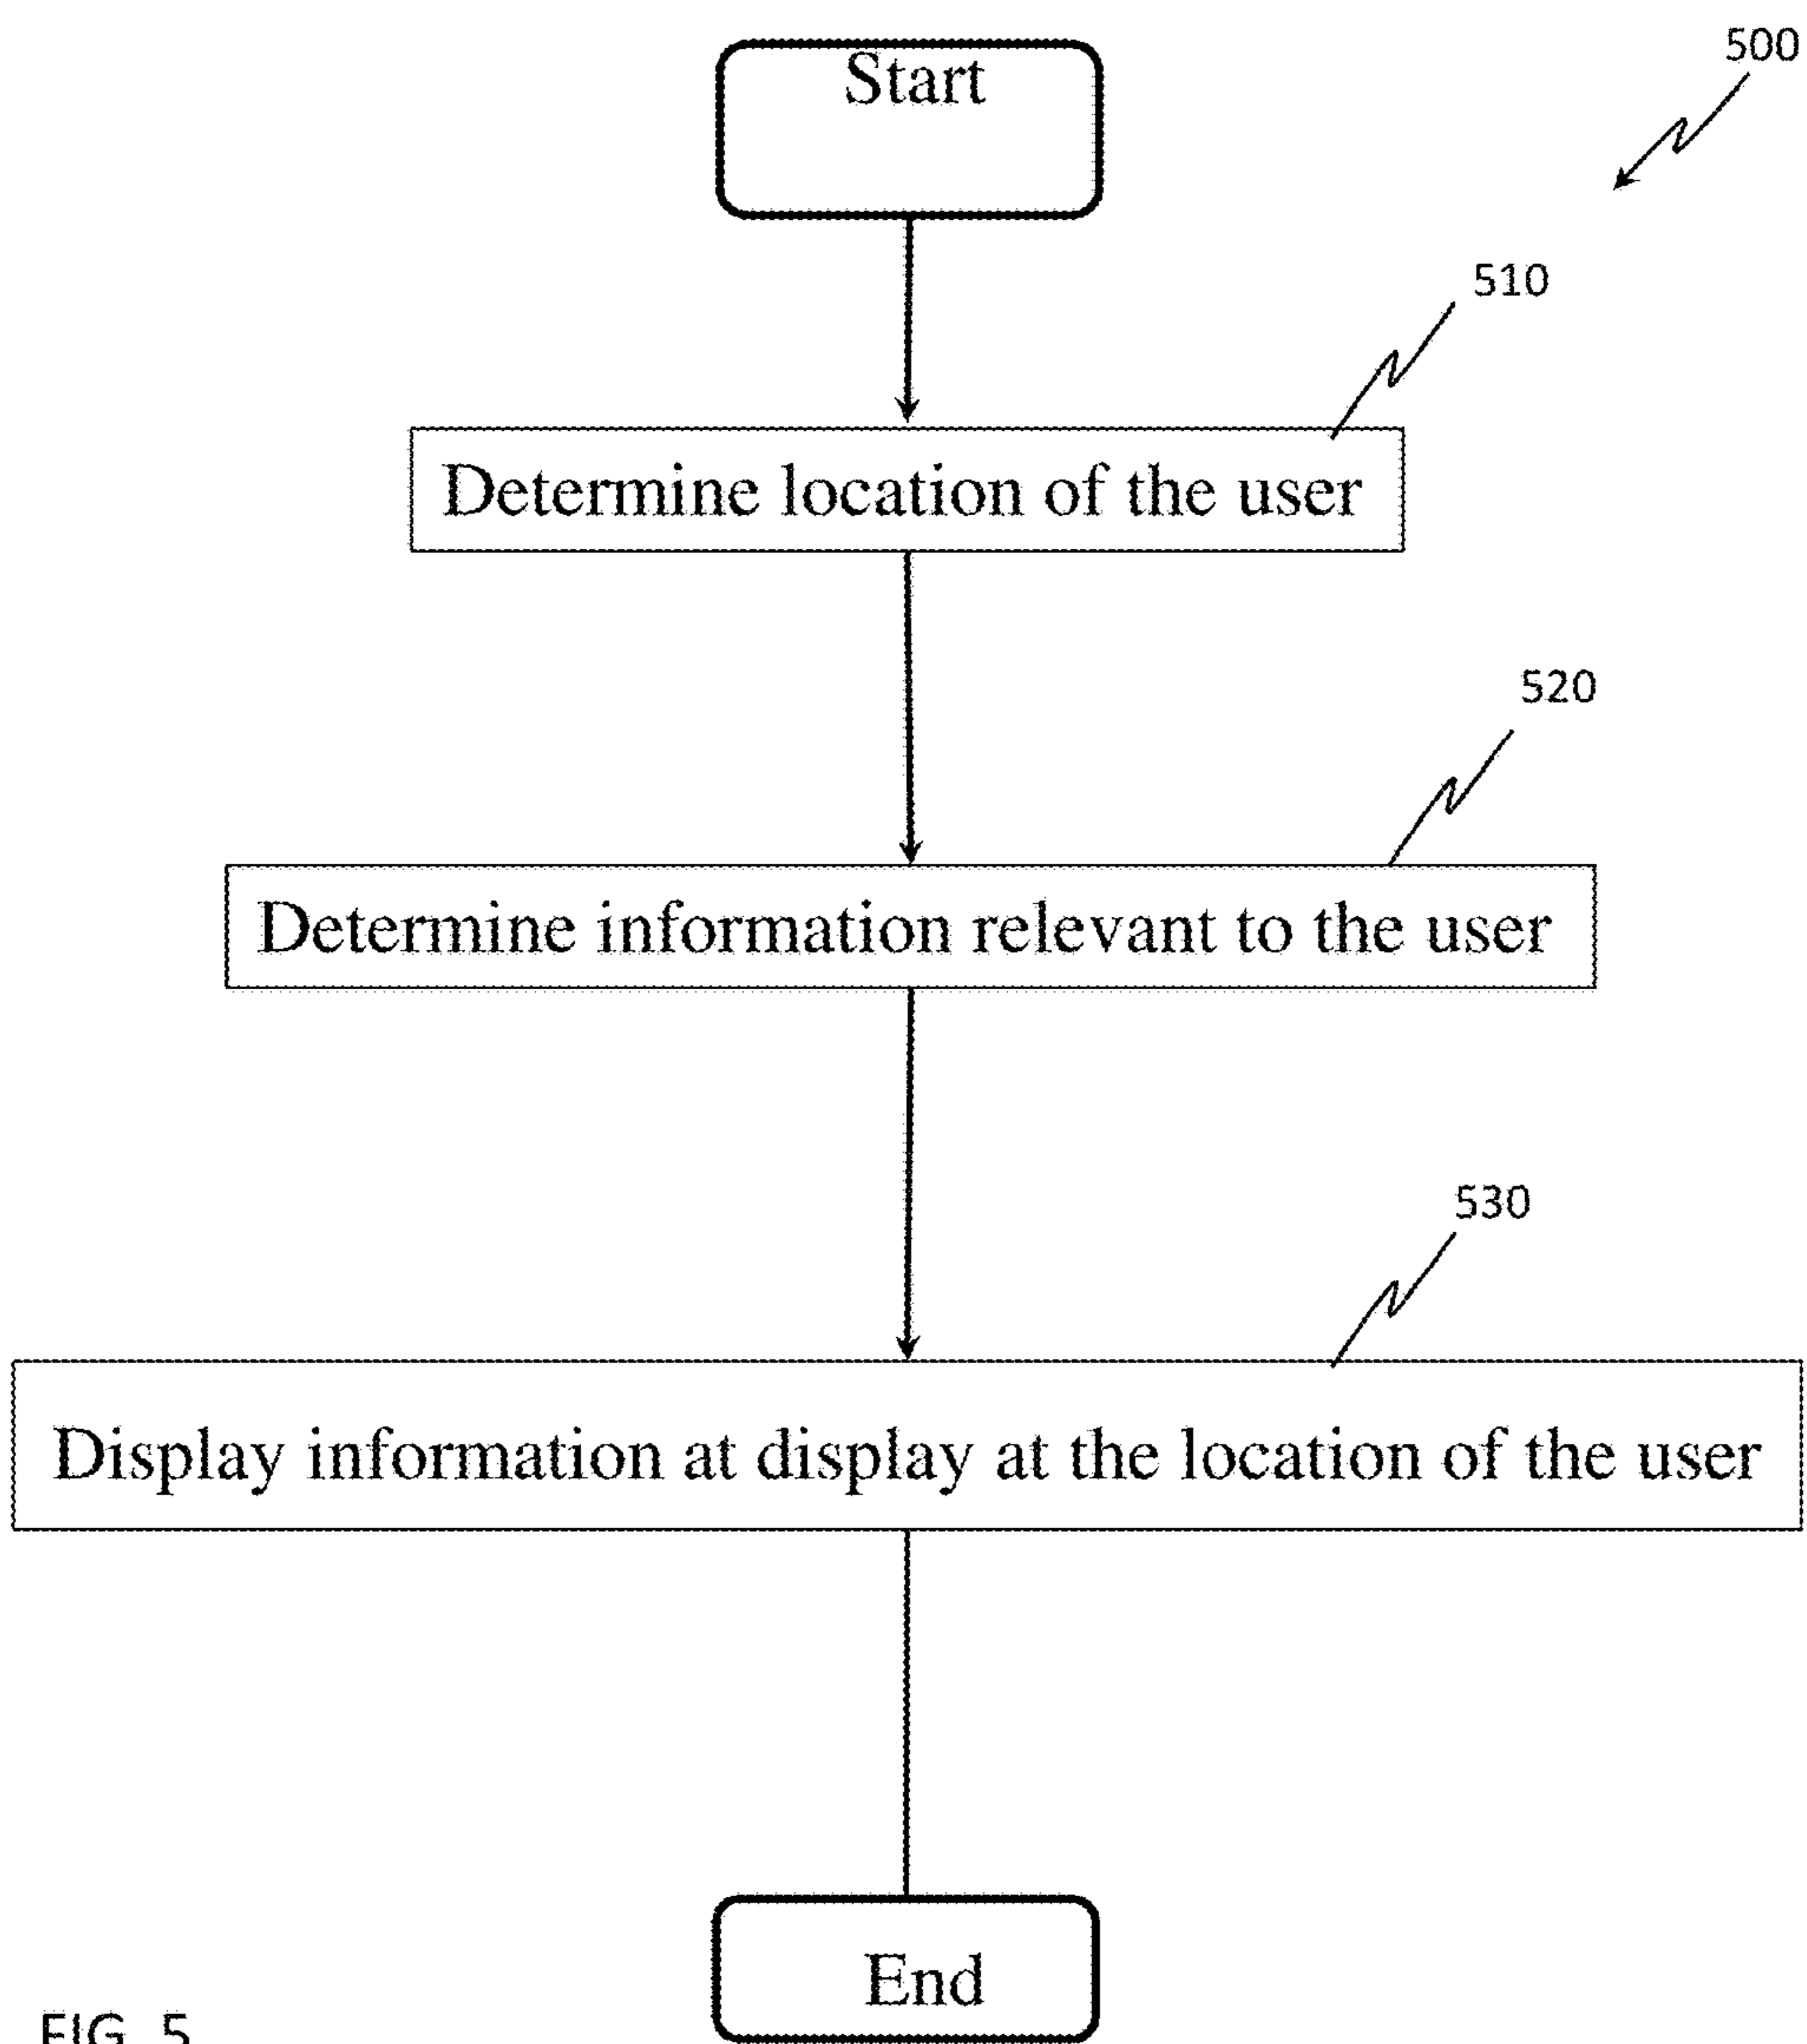 Start
500
510
Determine location of the user
520
Determine information relevant to the user
530
Display information at display at the location of the user
End
FIG. 5